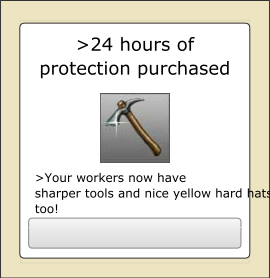 >24 hours of
protection purchased
>Your workers now have
sharper tools and nice yellow hard hats
too!